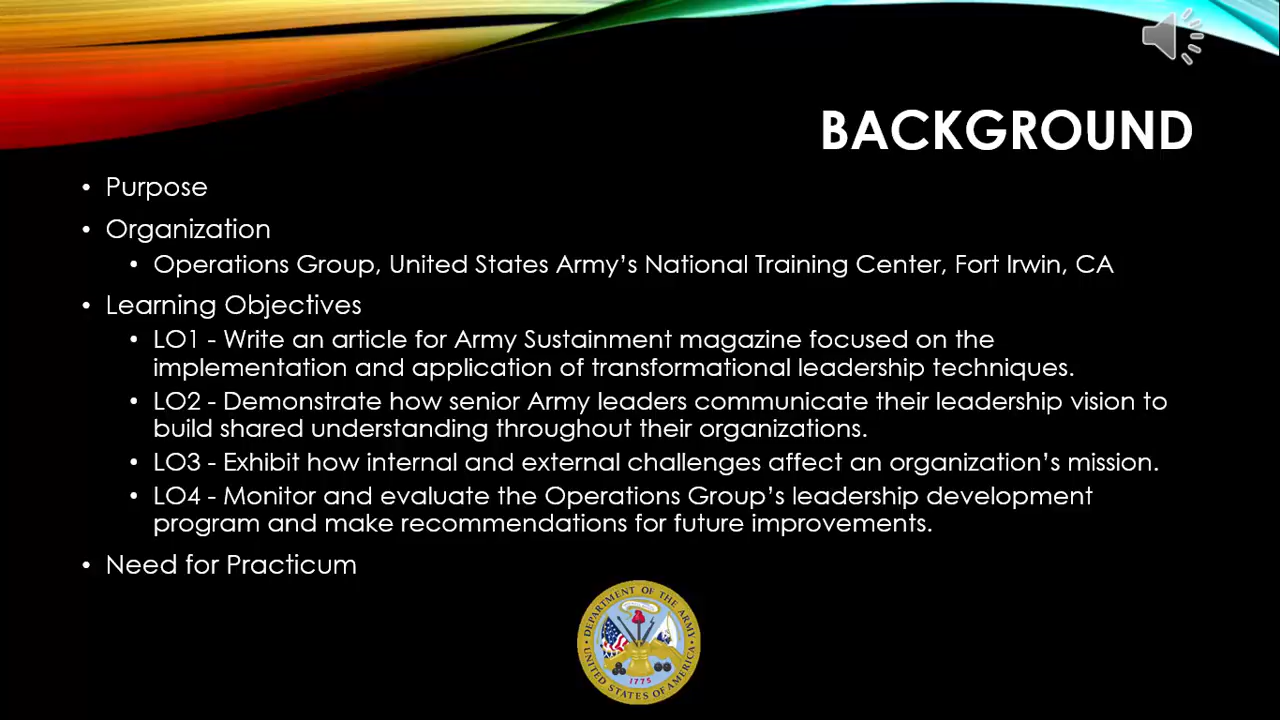 BACKGROUND
• Purpose
• Organization
• Operations Group, United States Army’s National Training Center, Fort Irwin, CA
• Learning Objectives
• LO1 - Write an article for Army Sustainment magazine focused on the
implementation and application of transformational leadership techniques.
• LO2 - Demonstrate how senior Army leaders communicate their leadership vision to
build shared understanding throughout their organizations.
• LO3 - Exhibit how internal and external challenges affect an organization’s mission.
• LO4 - Monitor and evaluate the Operations Group’s leadership development
program and make recommendations for future improvements.
• Need for Practicum
DEPARTMENT OF THE ARMY
1775
UNITED STATES OF AMERICA